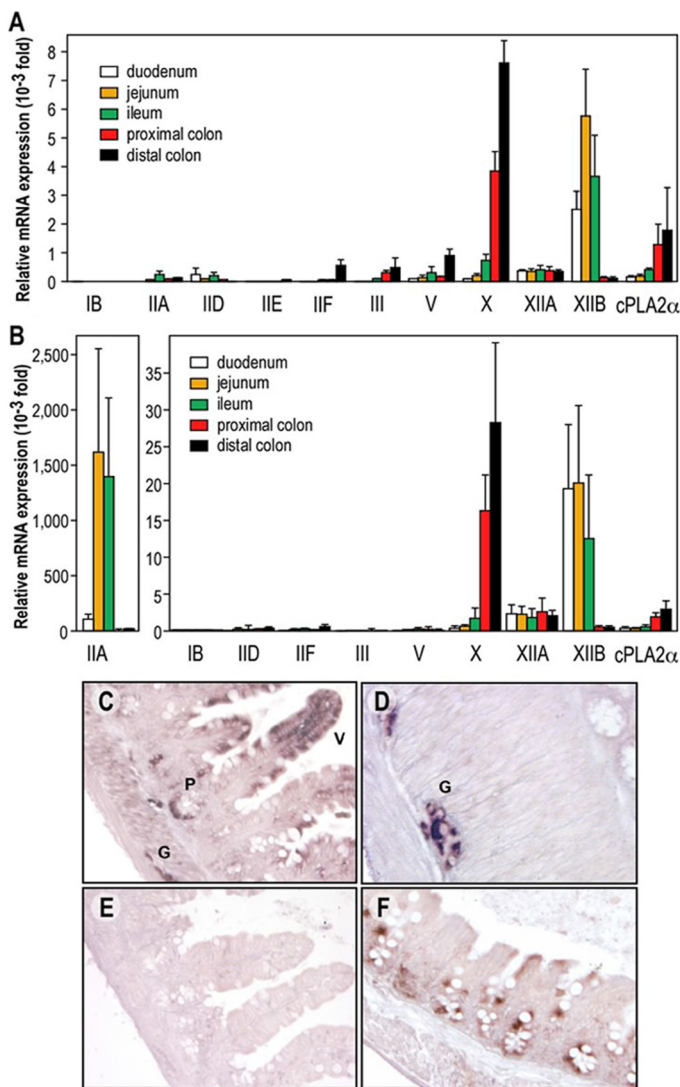 A
Relative mRNA expression (10-3 fold)
8
7
6
5
4
3
2
1
0
duodenum
jejunum
ileum
proximal colon
distal colon
IB IIA IID IIE IIF III V X XIIA XIIB cPLA2α
B
Relative mRNA expression (10-3 fold)
2,500
2,000
1,500
1,000
500
0
IIA
35
30
25
20
15
10
5
0
duodenum
jejunum
ileum
proximal colon
distal colon
IB IID IIF III V X XIIA XIIB cPLA2α
C
V
P
G
D
G
E
F